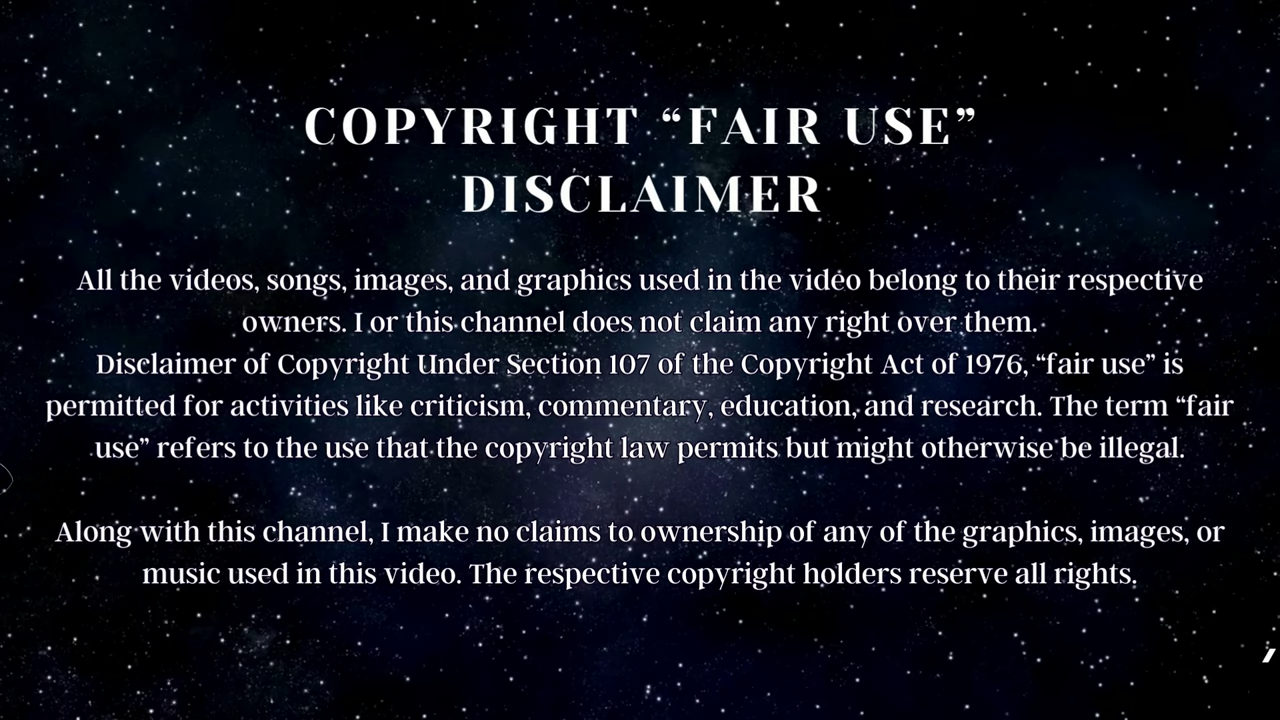 COPYRIGHT “FAIR USE”
DISCLAIMER
All the videos, songs, images, and graphics used in the video belong to their respective
owners. I or this channel does not claim any right over them.
Disclaimer of Copyright Under Section 107 of the Copyright Act of 1976, “fair use” is
permitted for activities like criticism, commentary, education, and research. The term “fair
use” refers to the use that the copyright law permits but might otherwise be illegal.
Along with this channel, I make no claims to ownership of any of the graphics, images, or
music used in this video. The respective copyright holders reserve all rights.